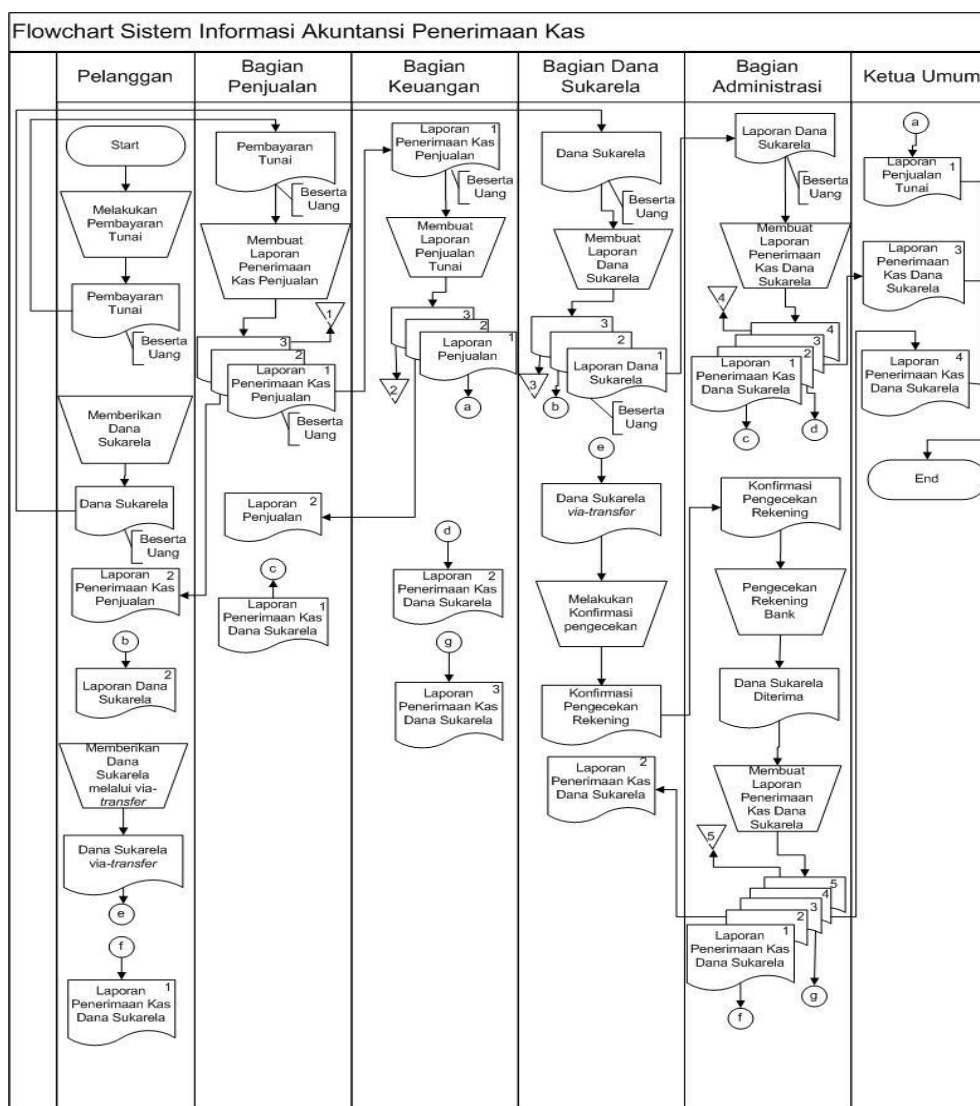 Flowchart Sistem Informasi Akuntansi Penerimaan Kas
Pelanggan
Bagian
Penjualan
Bagian
Keuangan
Bagian Dana
Sukarela
Bagian
Administrasi
Ketua Umum
Start
Melakukan
Pembayaran
Tunai
Pembayaran
Tunai
Beserta
Uang
Memberikan
Dana
Sukarela
Dana Sukarela
Beserta
Uang
Laporan 2
Penerimaan Kas
Penjualan
b
2
Laporan Dana
Sukarela
Memberikan
Dana
Sukarela
melalui via-
transfer
Dana Sukarela
via-transfer
e
f
Laporan 1
Penerimaan Kas
Dana Sukarela
Pembayaran
Tunai
Beserta
Uang
Membuat
Laporan
Penerimaan
Kas Penjualan
1
3
2
Laporan 1
Penerimaan Kas
Penjualan
Beserta
Uang
Laporan 2
Penjualan
c
Laporan 1
Penerimaan Kas
Dana Sukarela
Laporan 1
Penerimaan Kas
Penjualan
Beserta
Uang
Membuat
Laporan
Penjualan
Tunai
3
2
Laporan 1
Penjualan
2
a
d
Laporan 2
Penerimaan Kas
Dana Sukarela
g
Laporan 3
Penerimaan Kas
Dana Sukarela
Dana Sukarela
Beserta
Uang
Membuat
Laporan
Dana
Sukarela
3
2
1
Laporan Dana
Sukarela
3
b
Beserta
Uang
e
Dana Sukarela
via-transfer
Melakukan
Konfirmasi
pengecekan
Konfirmasi
Pengecekan
Rekening
Laporan 2
Penerimaan Kas
Dana Sukarela
Laporan Dana
Sukarela
Beserta
Uang
Membuat
Laporan
Penerimaan
Kas Dana
Sukarela
4
4
3
2
Laporan 1
Penerimaan Kas
Dana Sukarela
c
d
Konfirmasi
Pengecekan
Rekening
Pengecekan
Rekening
Bank
Dana Sukarela
Diterima
Membuat
Laporan
Penerimaan
Kas Dana
Sukarela
5
5
4
3
2
Laporan 1
Penerimaan Kas
Dana Sukarela
f
g
a
Laporan 1
Penjualan
Tunai
Laporan 3
Penerimaan
Kas Dana
Sukarela
Laporan 4
Penerimaan Kas
Dana Sukarela
End